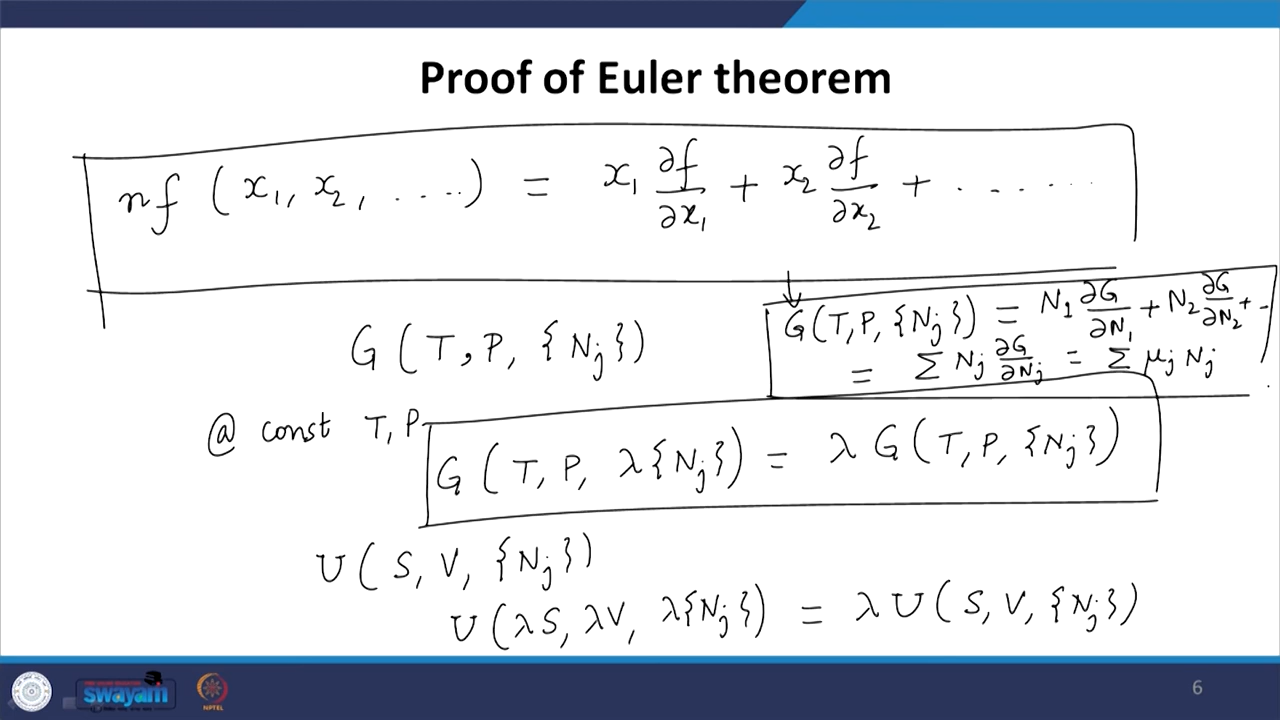 Proof of Euler theorem
nf ( x₁, x₂, ....) = x₁ ∂f/∂x₁ + x₂ ∂f/∂x₂ + ......
G ( T, P, {Nⱼ})
G(T, P, {Nⱼ}) = N₁ ∂G/∂N₁ + N₂ ∂G/∂N₂ + -
= Σ Nⱼ ∂G/∂Nⱼ = Σ μⱼ Nⱼ
@ const T, P
G ( T, P, λ{Nⱼ}) = λ G ( T, P, {Nⱼ})
U ( S, V, {Nⱼ})
U (λS, λV, λ{Nⱼ}) = λ U ( S, V, {Nⱼ})
swayam
NPTEL
6